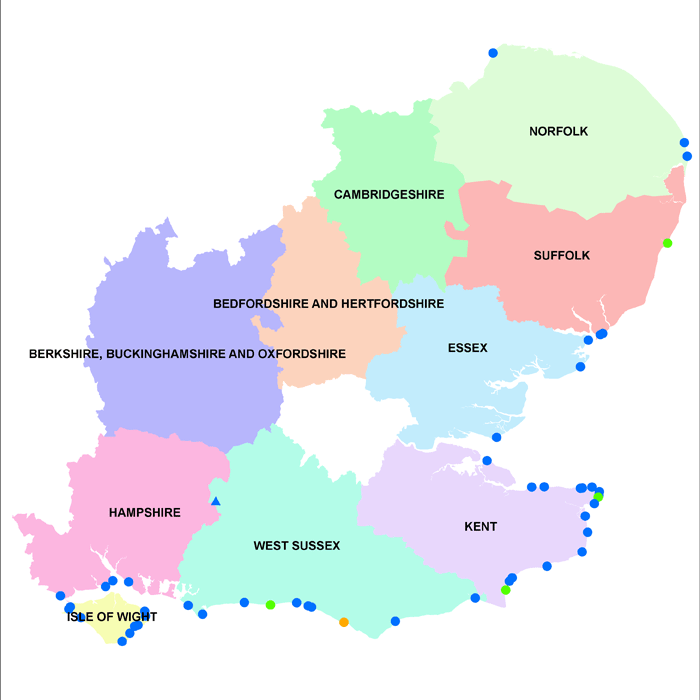 NORFOLK
CAMBRIDGESHIRE
SUFFOLK
BEDFORDSHIRE AND HERTFORDSHIRE
ESSEX
BERKSHIRE, BUCKINGHAMSHIRE AND OXFORDSHIRE
HAMPSHIRE
KENT
WEST SUSSEX
ISLE OF WIGHT